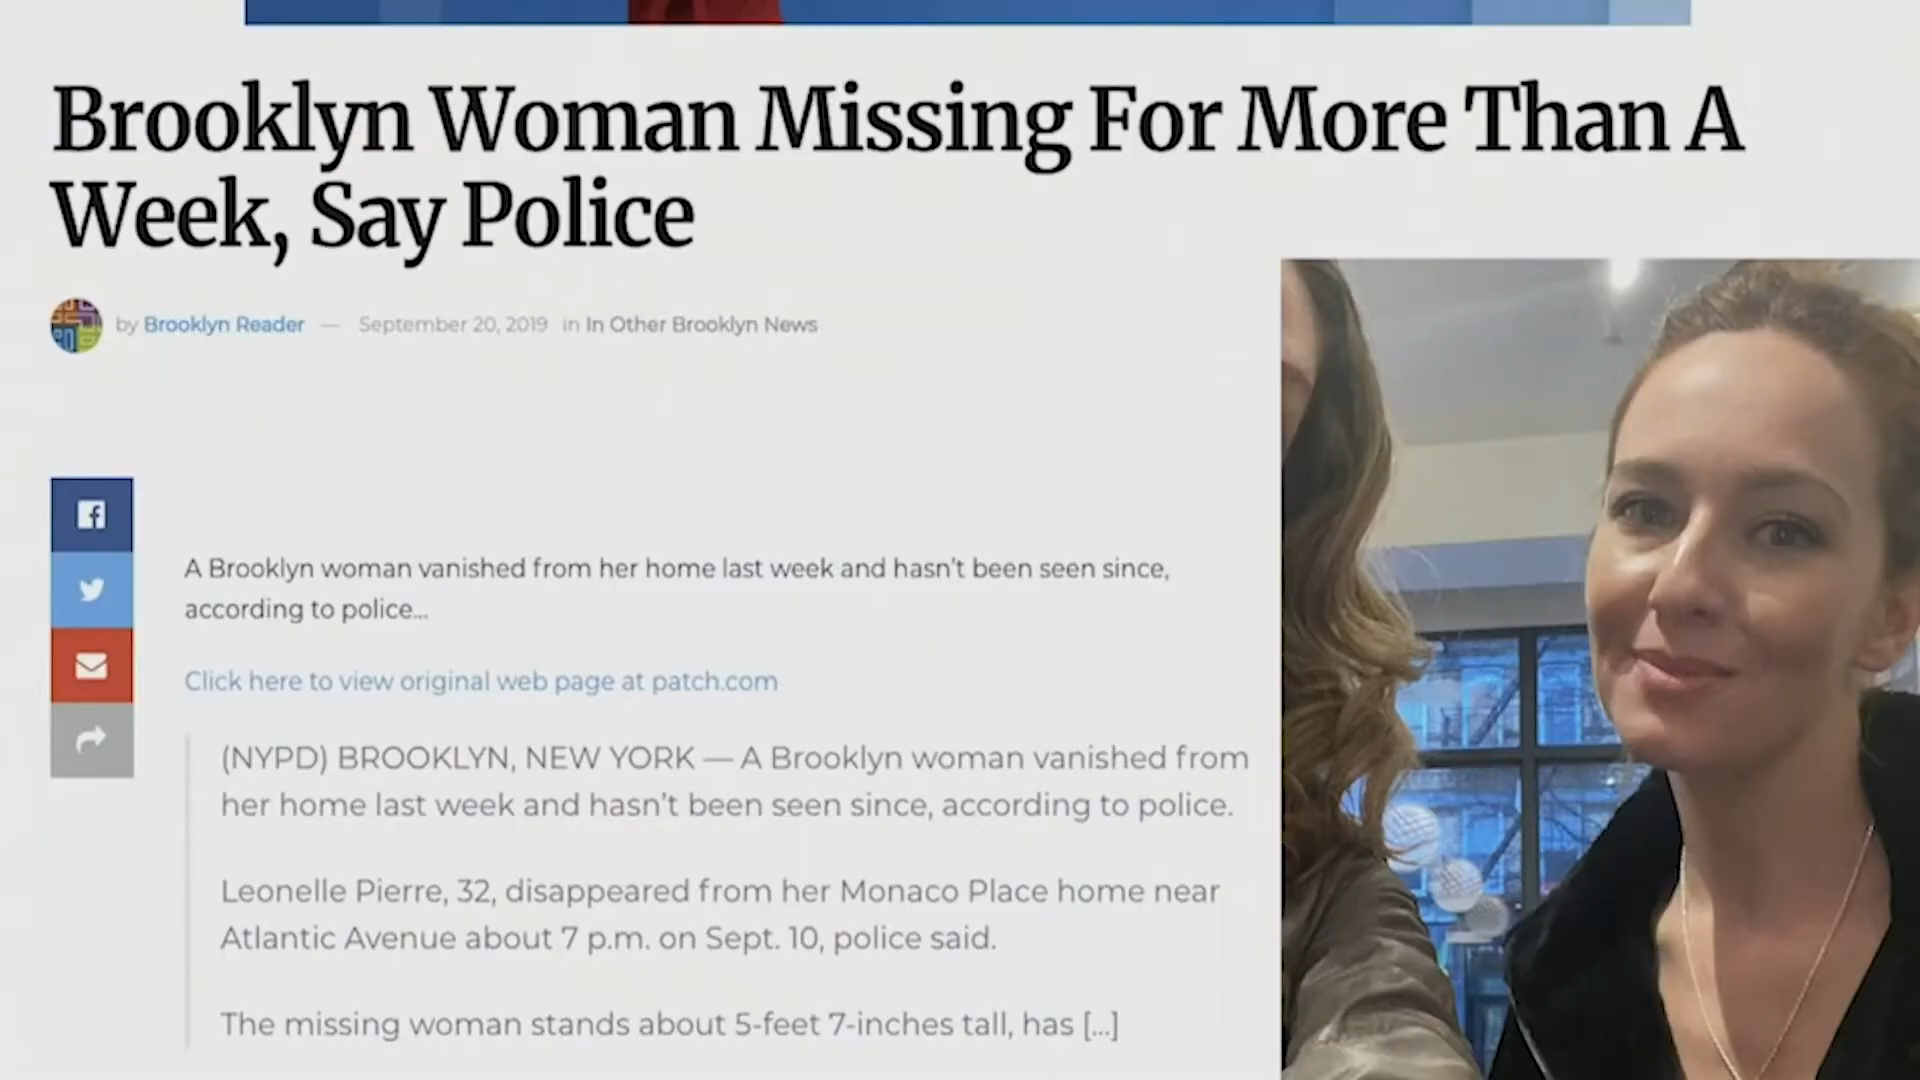 Brooklyn Woman Missing For More Than A
Week, Say Police
by Brooklyn Reader — September 20, 2019 in In Other Brooklyn News
A Brooklyn woman vanished from her home last week and hasn't been seen since,
according to police...
Click here to view original web page at patch.com
(NYPD) BROOKLYN, NEW YORK — A Brooklyn woman vanished from
her home last week and hasn't been seen since, according to police.
Leonelle Pierre, 32, disappeared from her Monaco Place home near
Atlantic Avenue about 7 p.m. on Sept. 10, police said.
The missing woman stands about 5-feet 7-inches tall, has [...]